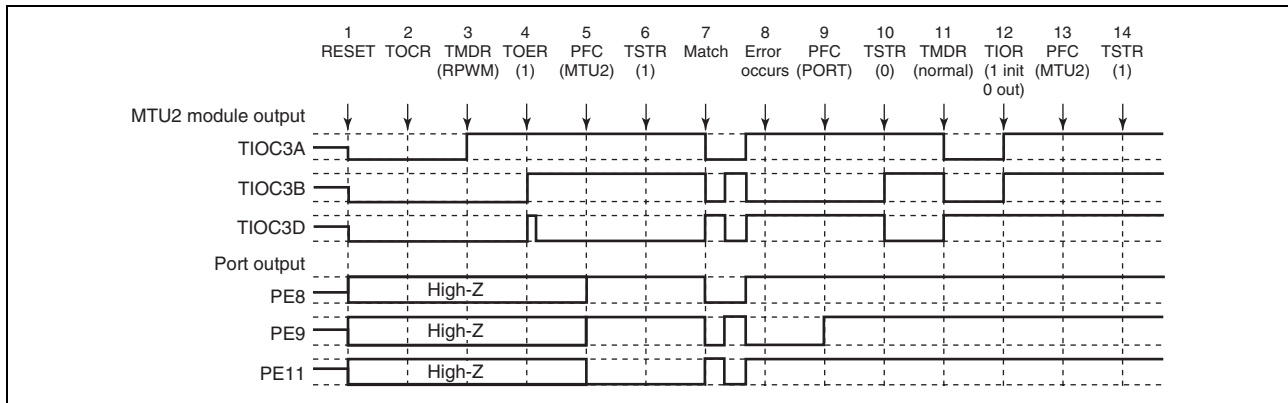 1 2 3 4 5 6 7 8 9 10 11 12 13 14
RESET TOCR TMDR TOER PFC TSTR Match Error PFC TSTR TMDR TIOR PFC TSTR
(RPWM) (1) (MTU2) (1) occurs (PORT) (0) (normal) (1 init (MTU2) (1)
0 out)
MTU2 module output
TIOC3A
TIOC3B
TIOC3D
Port output
PE8 High-Z
PE9 High-Z
PE11 High-Z